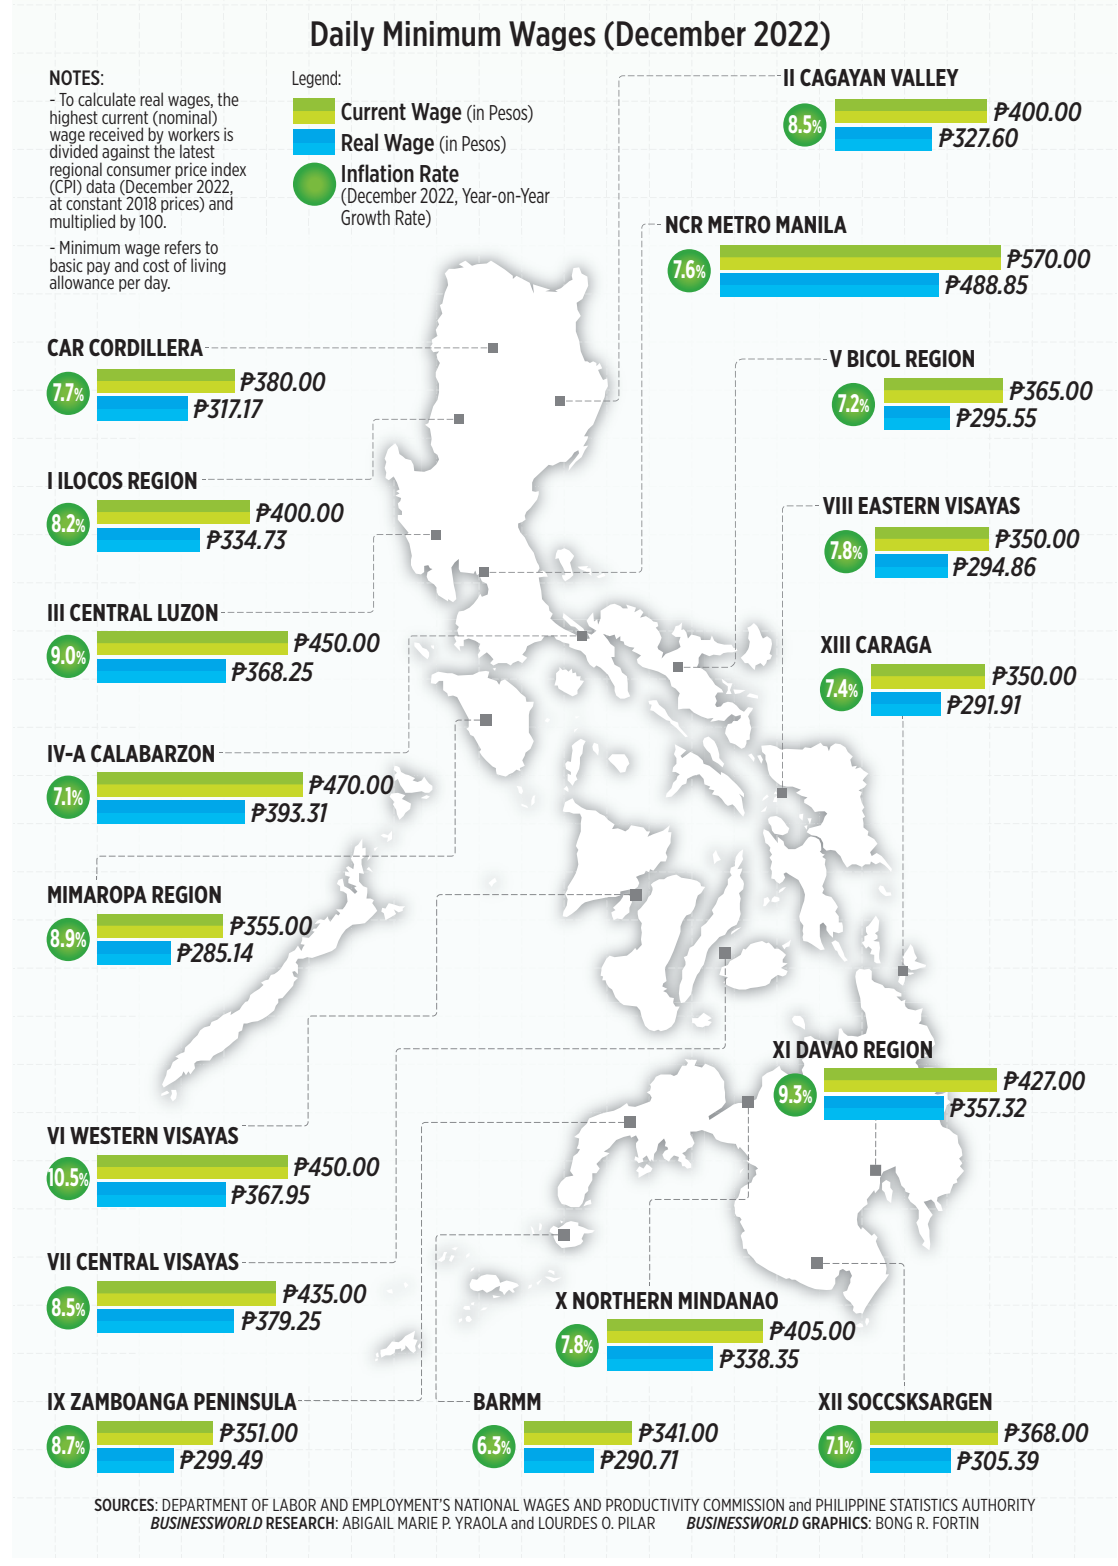 Daily Minimum Wages (December 2022)
NOTES:
- To calculate real wages, the
highest current (nominal)
wage received by workers is
divided against the latest
regional consumer price index
(CPI) data (December 2022,
at constant 2018 prices) and
multiplied by 100.
- Minimum wage refers to
basic pay and cost of living
allowance per day.
Legend:
Current Wage (in Pesos)
Real Wage (in Pesos)
Inflation Rate
(December 2022, Year-on-Year
Growth Rate)
II CAGAYAN VALLEY
8.5%
₱400.00
₱327.60
NCR METRO MANILA
7.6%
₱570.00
₱488.85
CAR CORDILLERA
7.7%
₱380.00
₱317.17
V BICOL REGION
7.2%
₱365.00
₱295.55
I ILOCOS REGION
8.2%
₱400.00
₱334.73
VIII EASTERN VISAYAS
7.8%
₱350.00
₱294.86
III CENTRAL LUZON
9.0%
₱450.00
₱368.25
XIII CARAGA
7.4%
₱350.00
₱291.91
IV-A CALABARZON
7.1%
₱470.00
₱393.31
MIMAROPA REGION
8.9%
₱355.00
₱285.14
XI DAVAO REGION
9.3%
₱427.00
₱357.32
VI WESTERN VISAYAS
10.5%
₱450.00
₱367.95
VII CENTRAL VISAYAS
8.5%
₱435.00
₱379.25
X NORTHERN MINDANAO
7.8%
₱405.00
₱338.35
IX ZAMBOANGA PENINSULA
8.7%
₱351.00
₱299.49
BARMM
6.3%
₱341.00
₱290.71
XII SOCCSKSARGEN
7.1%
₱368.00
₱305.39
SOURCES: DEPARTMENT OF LABOR AND EMPLOYMENT'S NATIONAL WAGES AND PRODUCTIVITY COMMISSION and PHILIPPINE STATISTICS AUTHORITY
BUSINESSWORLD RESEARCH: ABIGAIL MARIE P. YRAOLA and LOURDES O. PILAR BUSINESSWORLD GRAPHICS: BONG R. FORTIN